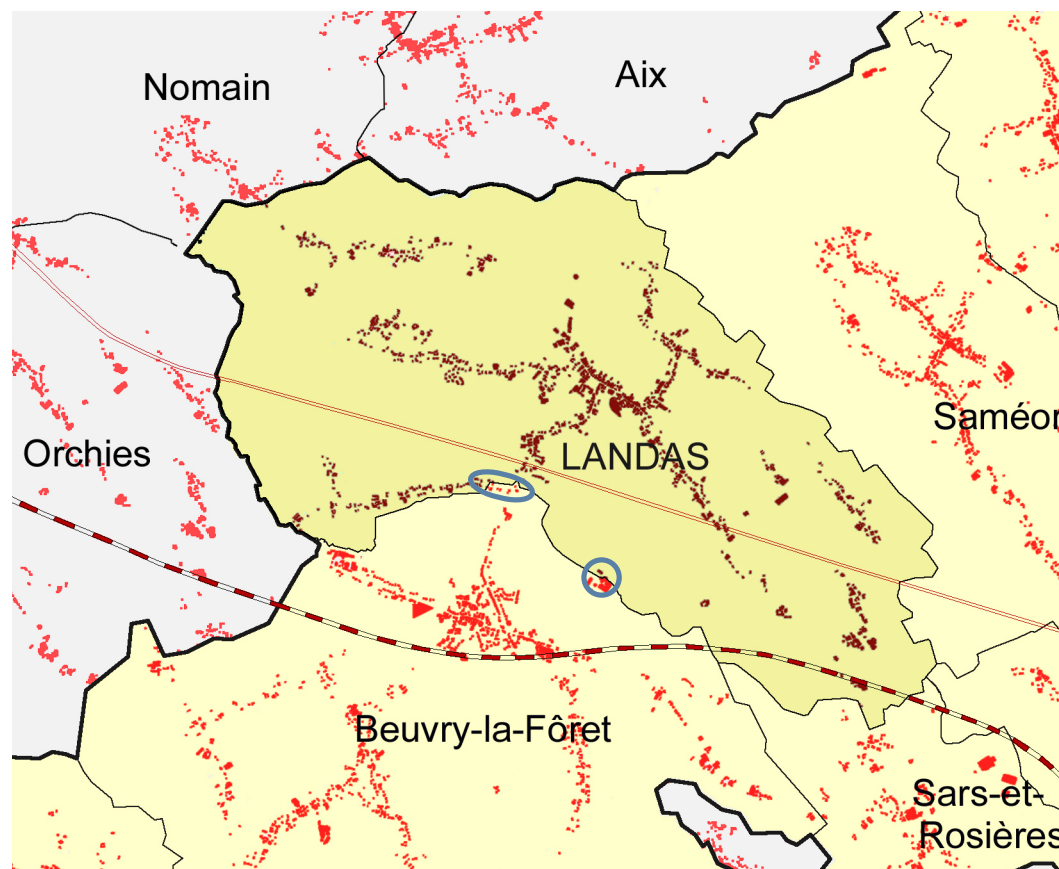 Aix
Nomain
Saméon
Orchies
LANDAS
Beuvry-la-Fôret
Sars-et-
Rosières